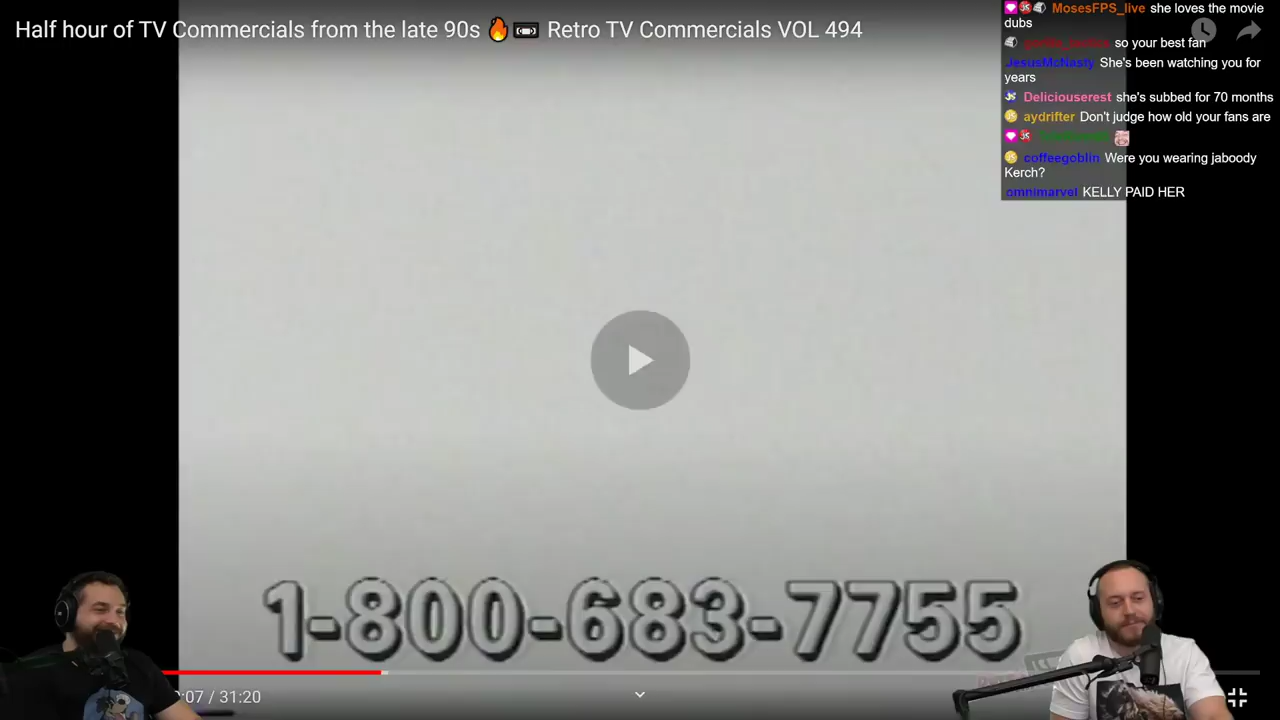 Half hour of TV Commercials from the late 90s 🔥📼 Retro TV Commercials VOL 494
MosesFPS_live she loves the movie
dubs
so your best fan
JesusMcNasty She's been watching you for
years
Deliciouserest she's subbed for 70 months
aydrifter Don't judge how old your fans are
coffeegoblin Were you wearing jaboody
Kerch?
omnimarvel KELLY PAID HER
1-800-683-7755
:07 / 31:20